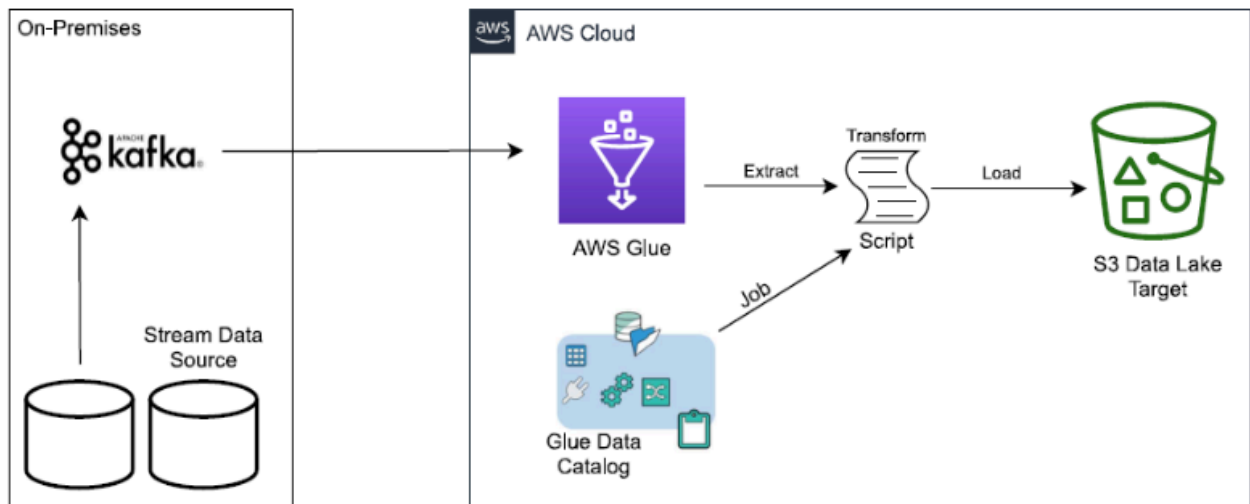 On-Premises
APACHE
kafka®
Stream Data
Source
aws
AWS Cloud
AWS Glue
Extract
Transform
Script
Load
S3 Data Lake
Target
Job
Glue Data
Catalog